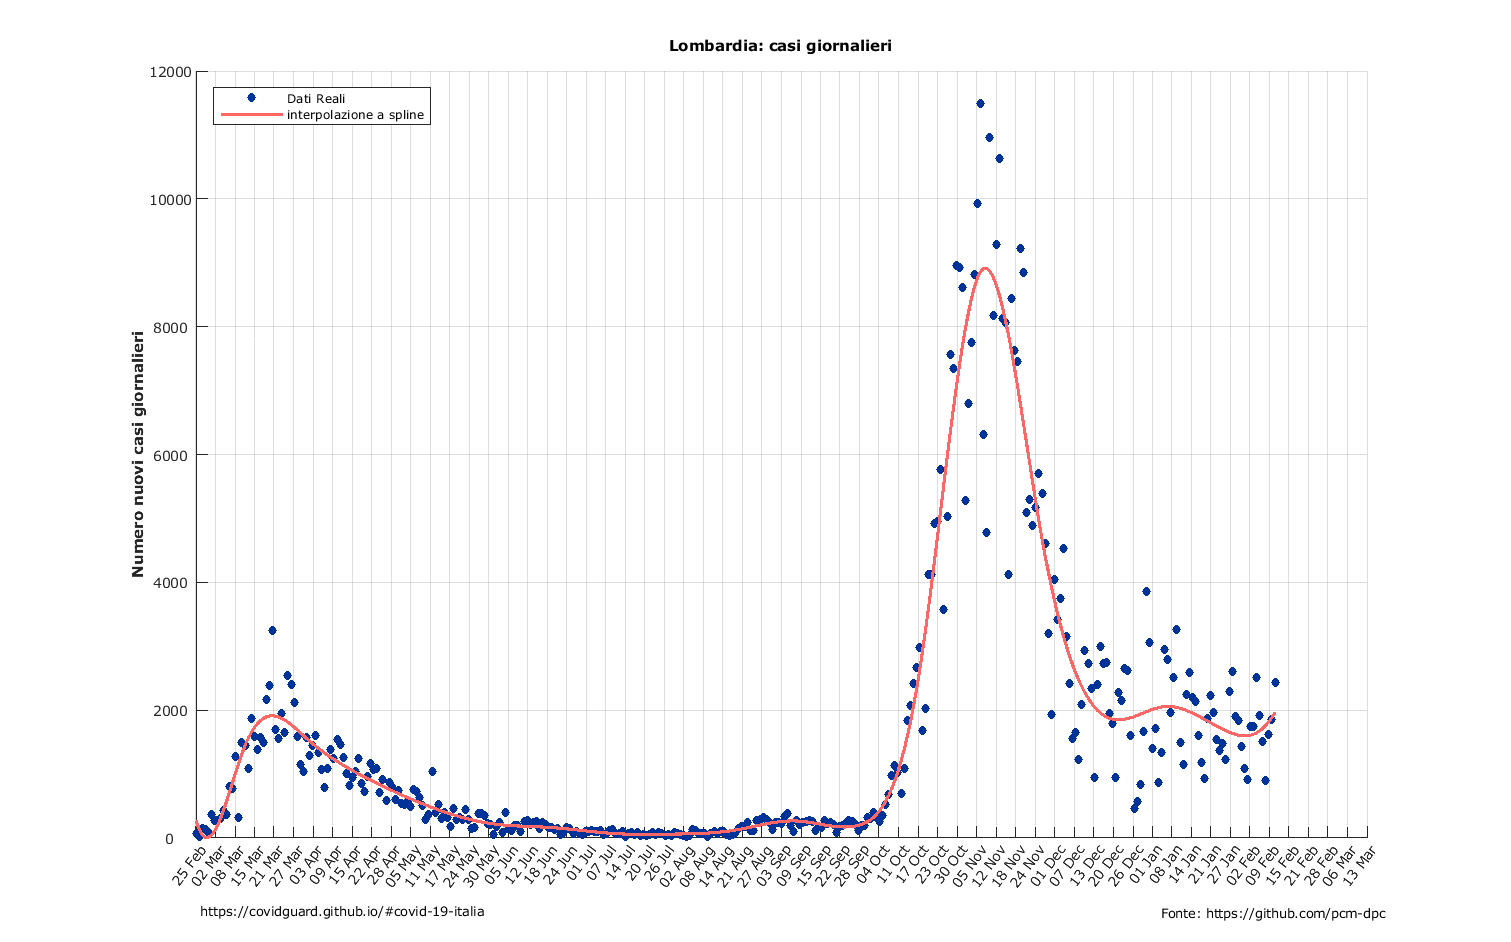 Lombardia: casi giornalieri
12000
10000
8000
6000
4000
2000
0
Numero nuovi casi giornalieri
Dati Reali
interpolazione a spline
25 Feb
02 Mar
08 Mar
15 Mar
21 Mar
27 Mar
03 Apr
09 Apr
15 Apr
22 Apr
28 Apr
05 May
11 May
17 May
24 May
30 May
05 Jun
12 Jun
18 Jun
24 Jun
01 Jul
07 Jul
14 Jul
20 Jul
26 Jul
02 Aug
08 Aug
14 Aug
21 Aug
27 Aug
03 Sep
09 Sep
15 Sep
22 Sep
28 Sep
04 Oct
11 Oct
17 Oct
23 Oct
30 Oct
05 Nov
12 Nov
18 Nov
24 Nov
01 Dec
07 Dec
13 Dec
20 Dec
26 Dec
01 Jan
08 Jan
14 Jan
21 Jan
27 Jan
02 Feb
09 Feb
15 Feb
21 Feb
28 Feb
06 Mar
13 Mar
https://covidguard.github.io/#covid-19-italia
Fonte: https://github.com/pcm-dpc